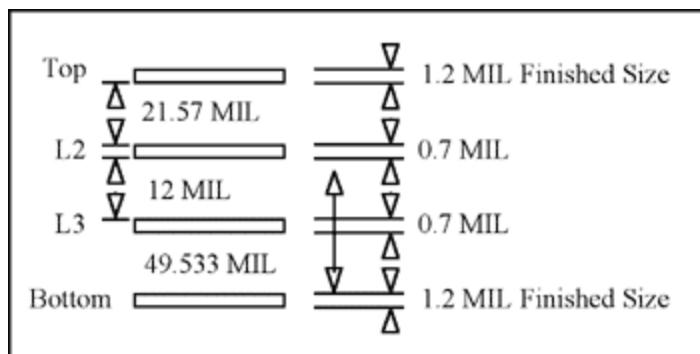 Top 1.2 MIL Finished Size
21.57 MIL
L2 0.7 MIL
12 MIL
L3 0.7 MIL
49.533 MIL
Bottom 1.2 MIL Finished Size